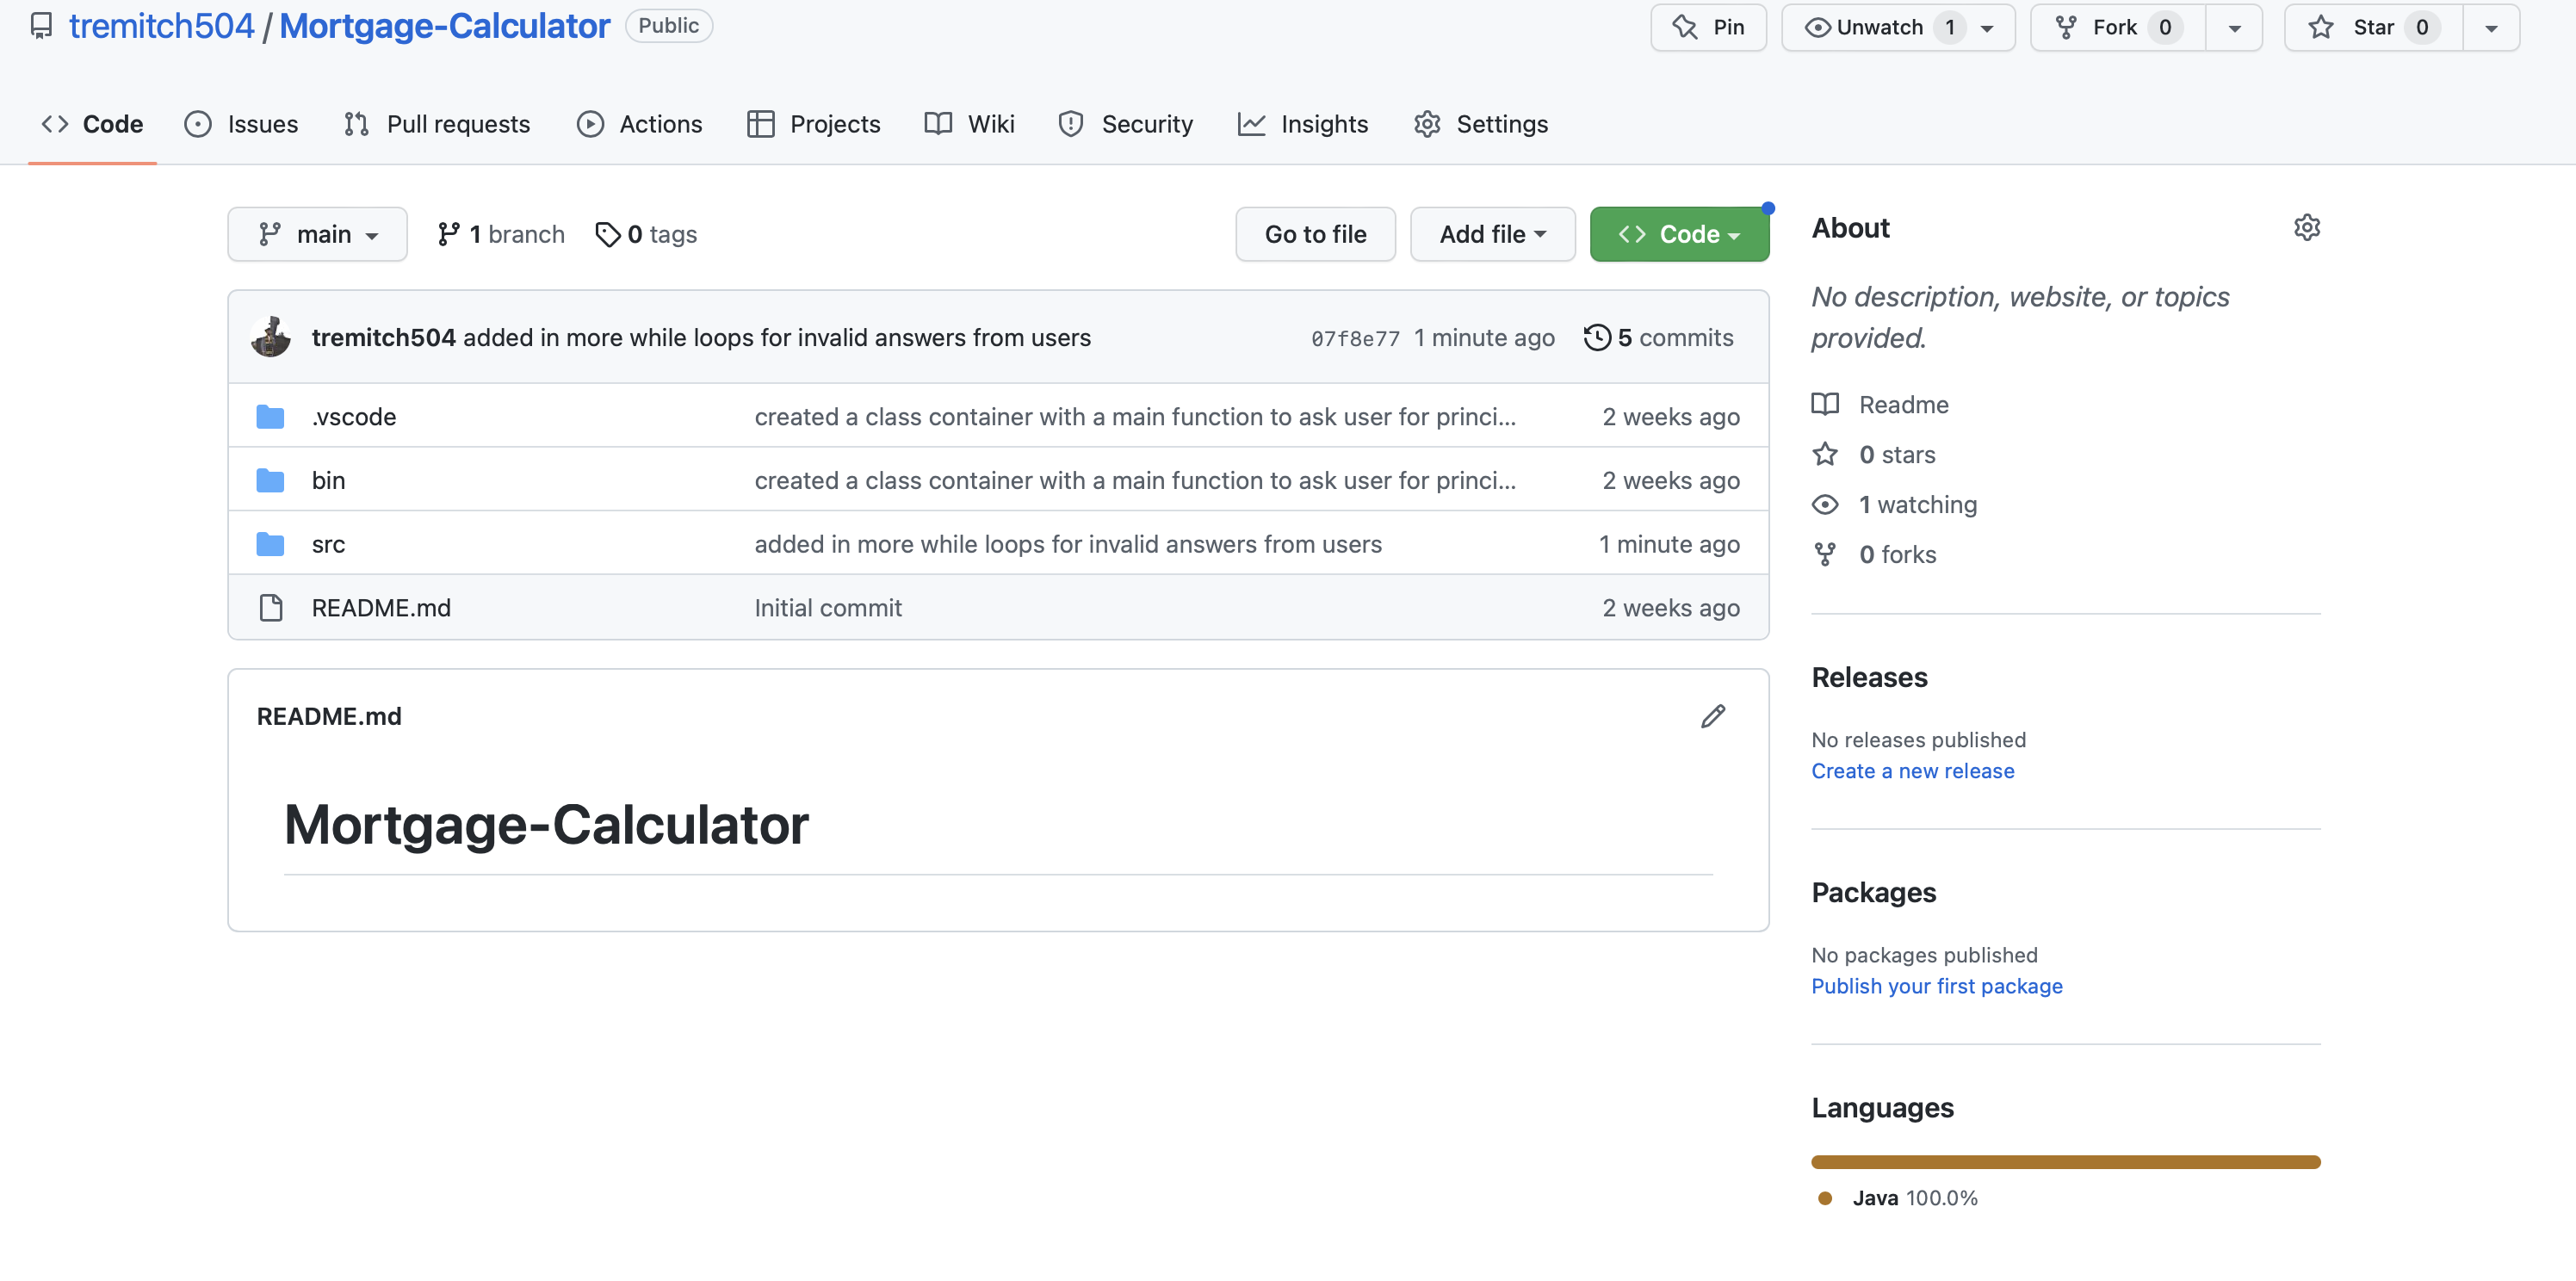 tremitch504 / Mortgage-Calculator Public Pin Unwatch 1 Fork 0 Star 0
Code Issues Pull requests Actions Projects Wiki Security Insights Settings
main 1 branch 0 tags Go to file Add file Code
tremitch504 added in more while loops for invalid answers from users 07f8e77 1 minute ago 5 commits
.vscode created a class container with a main function to ask user for princi... 2 weeks ago
bin created a class container with a main function to ask user for princi... 2 weeks ago
src added in more while loops for invalid answers from users 1 minute ago
README.md Initial commit 2 weeks ago
README.md
Mortgage-Calculator
About
No description, website, or topics
provided.
Readme
0 stars
1 watching
0 forks
Releases
No releases published
Create a new release
Packages
No packages published
Publish your first package
Languages
Java 100.0%